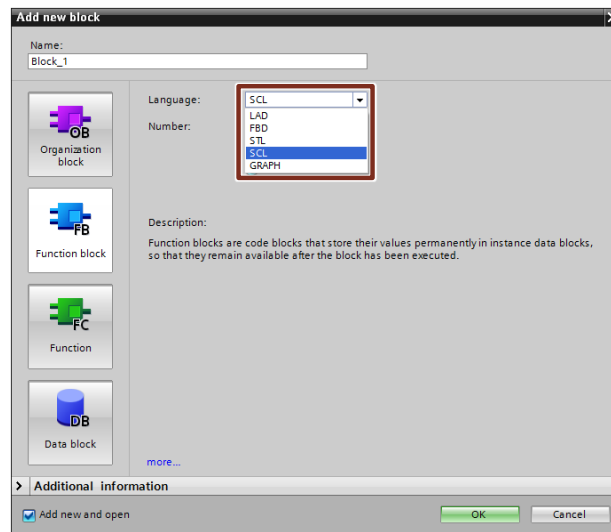 Add new block
Name:
Block_1
OB
Organization
block
FB
Function block
FC
Function
DB
Data block
Language:
SCL
Number:
LAD
FBD
STL
SCL
GRAPH
Description:
Function blocks are code blocks that store their values permanently in instance data blocks,
so that they remain available after the block has been executed.
more...
> Additional information
Add new and open
OK
Cancel